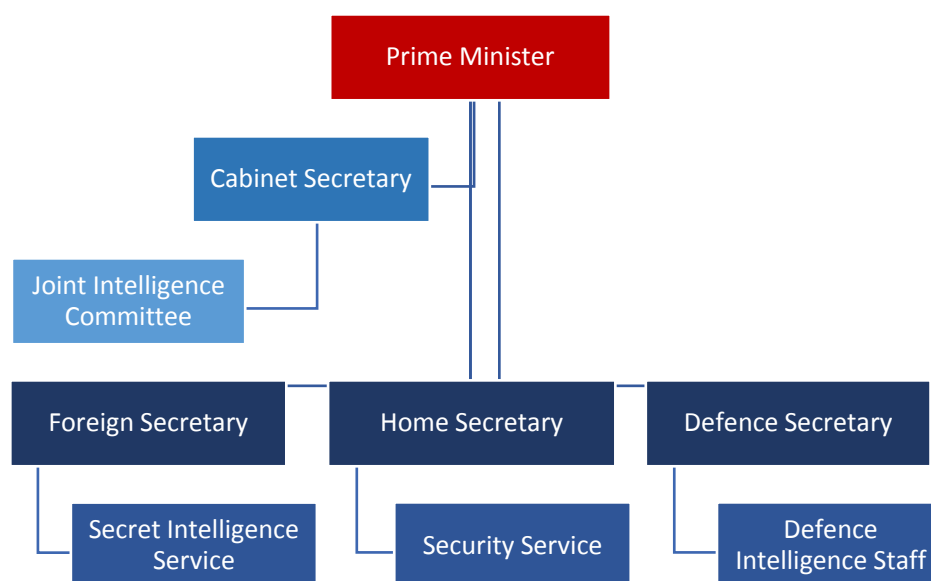 Prime Minister
Cabinet Secretary
Joint Intelligence
Committee
Foreign Secretary
Home Secretary
Defence Secretary
Secret Intelligence
Service
Security Service
Defence
Intelligence Staff